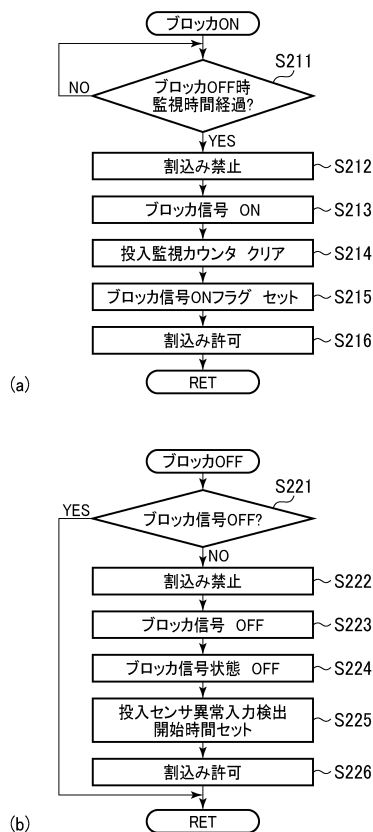 ブロッカON
S211
ブロッカOFF時
監視時間経過?
NO
YES
割込み禁止
S212
ブロッカ信号 ON
S213
投入監視カウンタ クリア
S214
ブロッカ信号ONフラグ セット
S215
割込み許可
S216
RET
(a)
ブロッカOFF
S221
YES
ブロッカ信号OFF?
NO
割込み禁止
S222
ブロッカ信号 OFF
S223
ブロッカ信号状態 OFF
S224
投入センサ異常入力検出
開始時間セット
S225
割込み許可
S226
RET
(b)